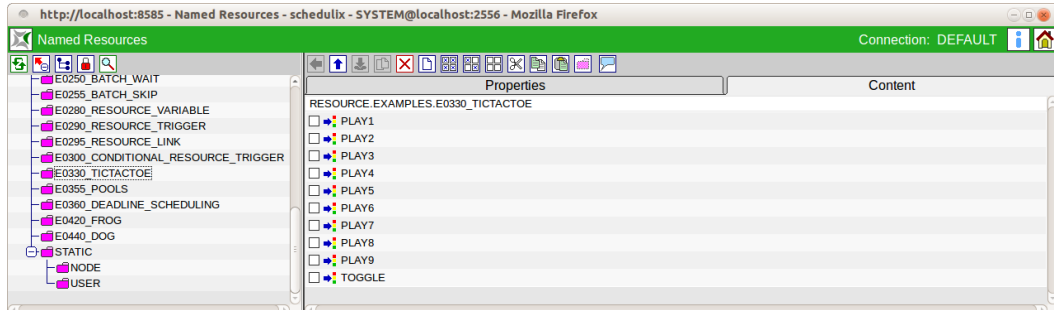 http://localhost:8585 - Named Resources - schedulix - SYSTEM@localhost:2556 - Mozilla Firefox
Named Resources
Connection: DEFAULT
E0250_BATCH_WAIT
E0255_BATCH_SKIP
E0280_RESOURCE_VARIABLE
E0290_RESOURCE_TRIGGER
E0295_RESOURCE_LINK
E0300_CONDITIONAL_RESOURCE_TRIGGER
E0330_TICTACTOE
E0355_POOLS
E0360_DEADLINE_SCHEDULING
E0420_FROG
E0440_DOG
STATIC
NODE
USER
Properties
Content
RESOURCE.EXAMPLES.E0330_TICTACTOE
PLAY1
PLAY2
PLAY3
PLAY4
PLAY5
PLAY6
PLAY7
PLAY8
PLAY9
TOGGLE